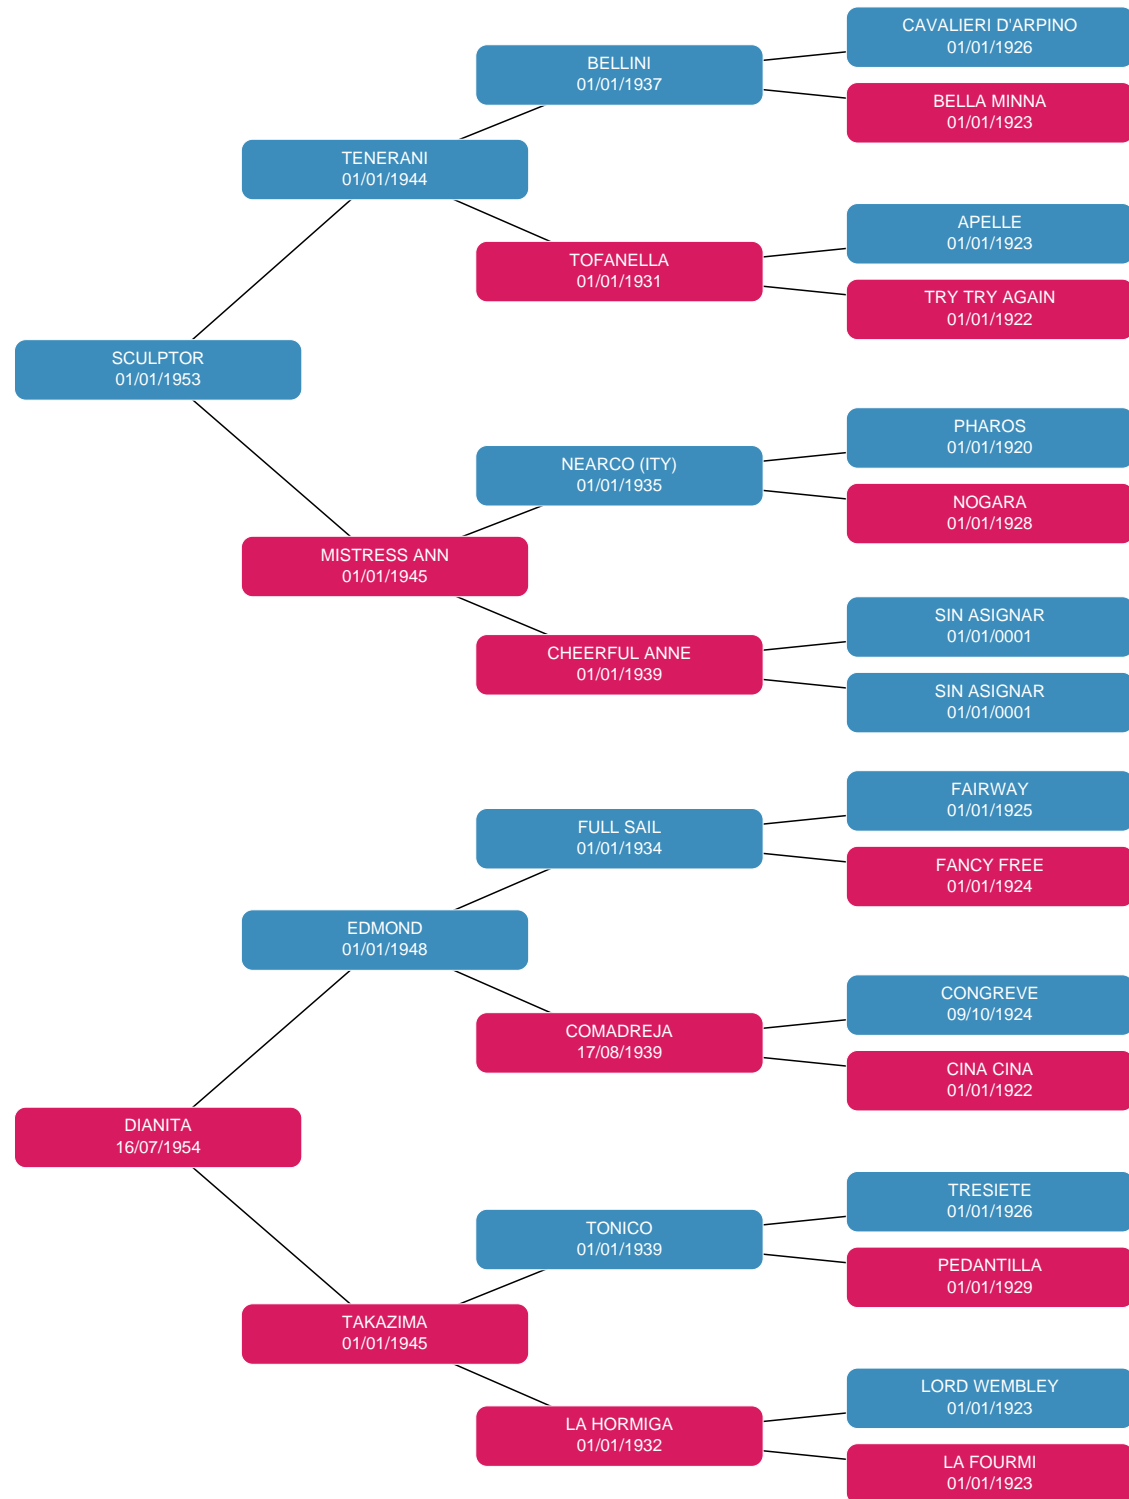 CAVALIERI D'ARPINO
01/01/1926
BELLINI
01/01/1937
BELLA MINNA
01/01/1923
TENERANI
01/01/1944
APELLE
01/01/1923
TOFANELLA
01/01/1931
TRY TRY AGAIN
01/01/1922
SCULPTOR
01/01/1953
PHAROS
01/01/1920
NEARCO (ITY)
01/01/1935
NOGARA
01/01/1928
MISTRESS ANN
01/01/1945
SIN ASIGNAR
01/01/0001
CHEERFUL ANNE
01/01/1939
SIN ASIGNAR
01/01/0001
FAIRWAY
01/01/1925
FULL SAIL
01/01/1934
FANCY FREE
01/01/1924
EDMOND
01/01/1948
CONGREVE
09/10/1924
COMADREJA
17/08/1939
CINA CINA
01/01/1922
DIANITA
16/07/1954
TRESIETE
01/01/1926
TONICO
01/01/1939
PEDANTILLA
01/01/1929
TAKAZIMA
01/01/1945
LORD WEMBLEY
01/01/1923
LA HORMIGA
01/01/1932
LA FOURMI
01/01/1923